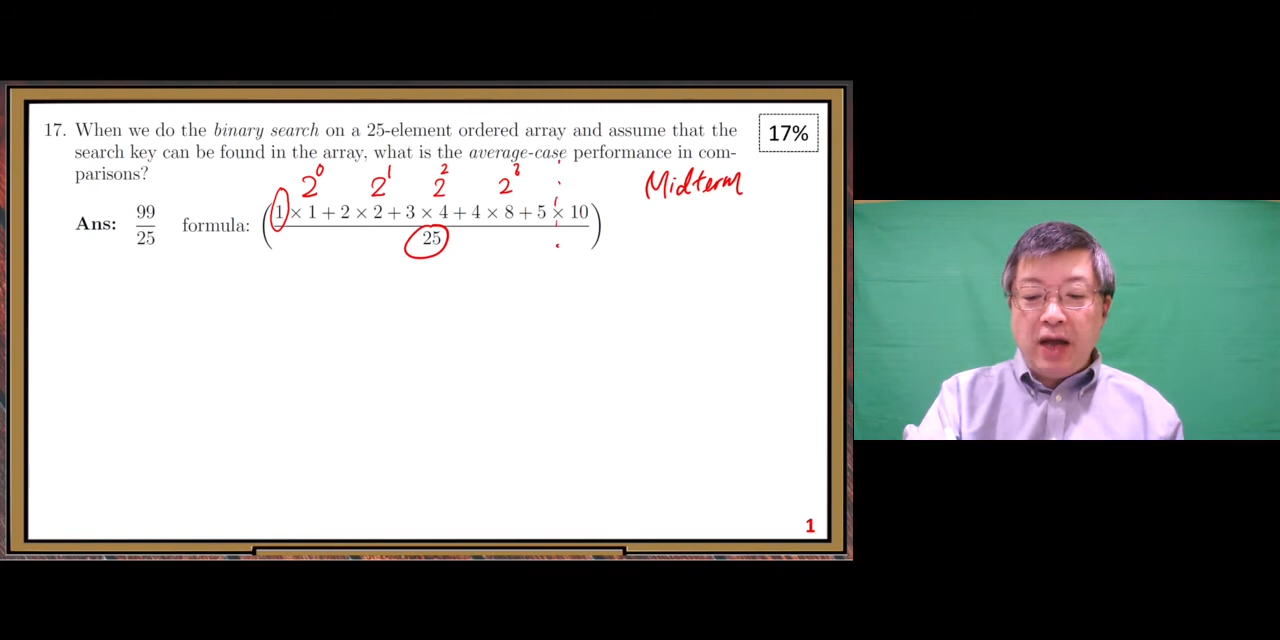 17. When we do the binary search on a 25-element ordered array and assume that the
search key can be found in the array, what is the average-case performance in com-
parisons?
17%
Midterm
2^0 2^1 2^2 2^3
Ans: 99/25 formula: (1 × 1 + 2 × 2 + 3 × 4 + 4 × 8 + 5 × 10 / 25)
1